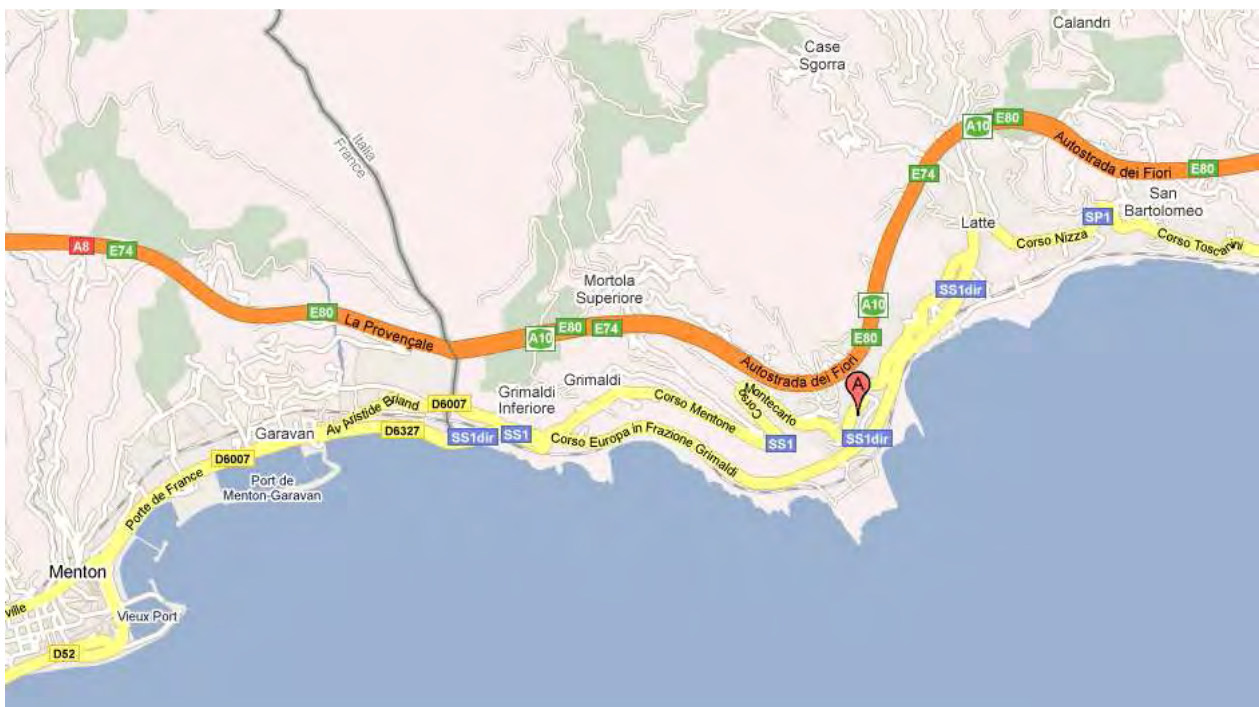 Calandri
Case
Sgorra
A10
E80
Autostrada dei Fiori
E80
Italia
France
E74
San
Bartolomeo
SP1
Latte
Corso Nizza
Corso Toscanini
A8
E74
Mortola
Superiore
SS1dir
E80
La Provençale
A10
E80
E74
A10
E80
Autostrada dei Fiori
A
Grimaldi
Grimaldi
Inferiore
Corso Mentone
Corso
Montecarlo
D6007
Av Aristide Briand
Garavan
D6327
SS1dir
SS1
Corso Europa in Frazione Grimaldi
SS1
SS1dir
D6007
Porte de France
Port de
Menton-Garavan
Menton
ville
Vieux Port
D52